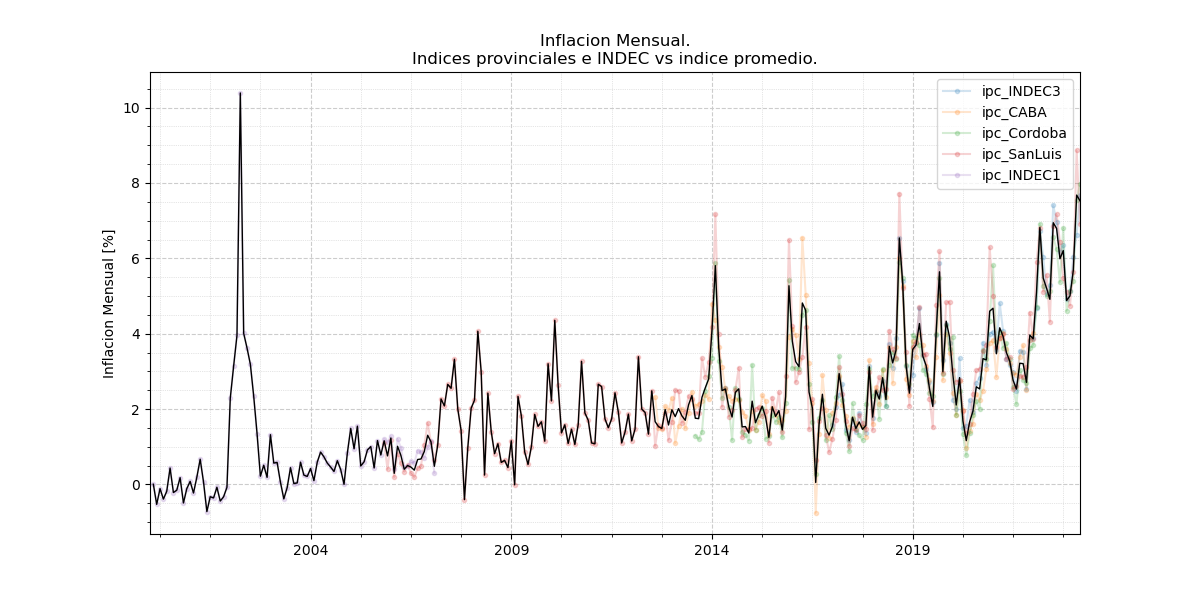 Inflacion Mensual.
Indices provinciales e INDEC vs indice promedio.
Inflacion Mensual [%]
10
8
6
4
2
0
2004
2009
2014
2019
ipc_INDEC3
ipc_CABA
ipc_Cordoba
ipc_SanLuis
ipc_INDEC1